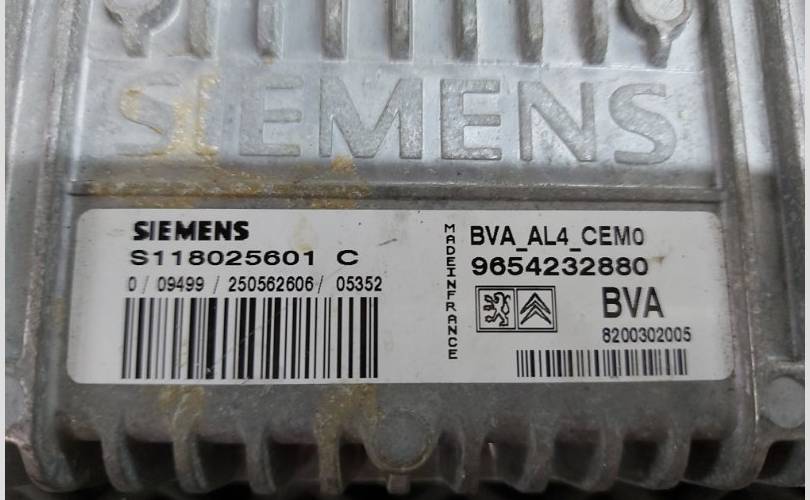 SIEMENS
SIEMENS
S118025601 C
0 / 09499 / 250562606 / 05352
MADEINFRANCE
BVA_AL4_CEM0
9654232880
BVA
8200302005